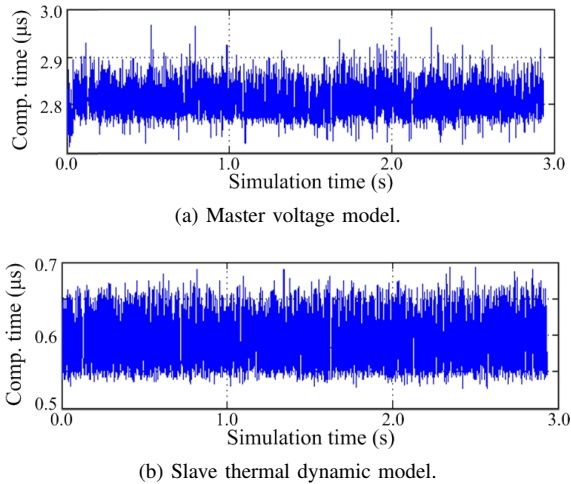 Comp. time (μs)
3.0
2.9
2.8
0.0 1.0 2.0 3.0
Simulation time (s)
(a) Master voltage model.
Comp. time (μs)
0.7
0.6
0.5
0.0 1.0 2.0 3.0
Simulation time (s)
(b) Slave thermal dynamic model.